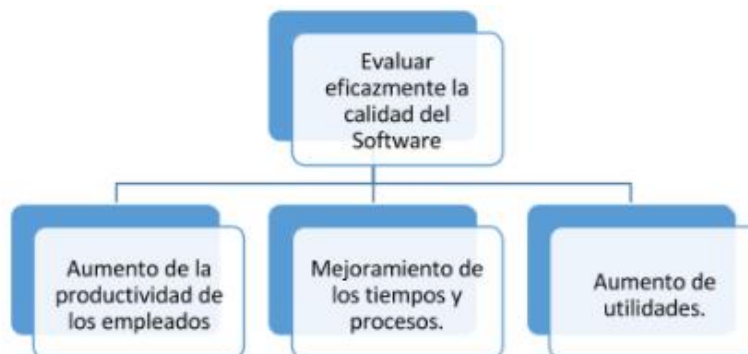 Evaluar
eficazmente la
calidad del
Software
Aumento de la
productividad de
los empleados
Mejoramiento de
los tiempos y
procesos.
Aumento de
utilidades.